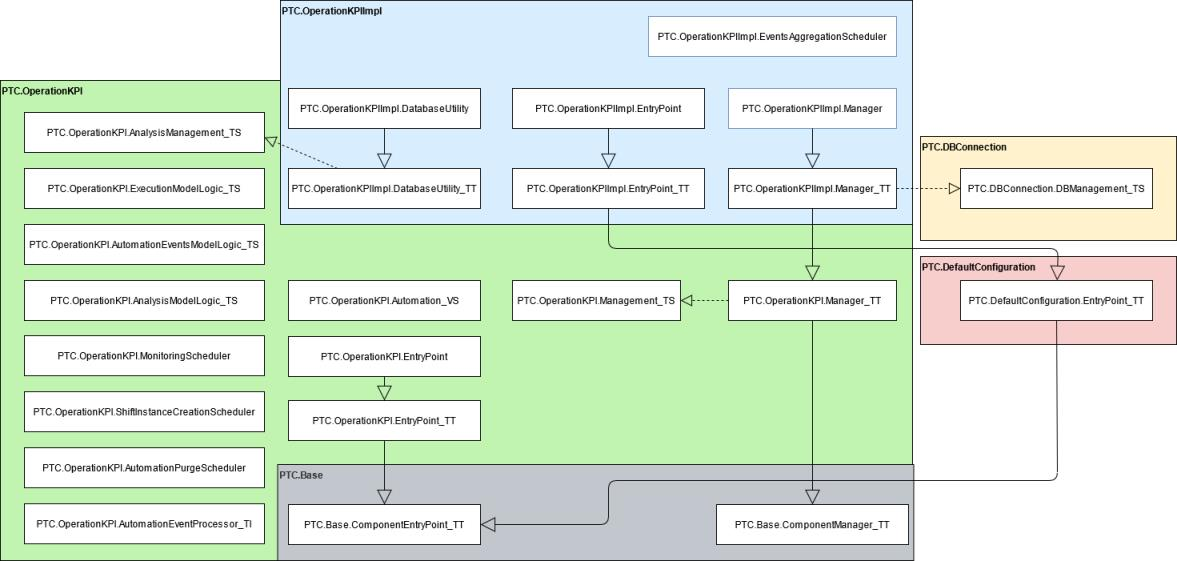 PTC.OperationKPIImpl
PTC.OperationKPIImpl.EventsAggregationScheduler
PTC.OperationKPI
PTC.OperationKPIImpl.DatabaseUtility
PTC.OperationKPIImpl.EntryPoint
PTC.OperationKPIImpl.Manager
PTC.OperationKPI.AnalysisManagement_TS
PTC.DBConnection
PTC.OperationKPI.ExecutionModelLogic_TS
PTC.OperationKPIImpl.DatabaseUtility_TT
PTC.OperationKPIImpl.EntryPoint_TT
PTC.OperationKPIImpl.Manager_TT
PTC.DBConnection.DBManagement_TS
PTC.OperationKPI.AutomationEventsModelLogic_TS
PTC.DefaultConfiguration
PTC.OperationKPI.AnalysisModelLogic_TS
PTC.OperationKPI.Automation_VS
PTC.OperationKPI.Management_TS
PTC.OperationKPI.Manager_TT
PTC.DefaultConfiguration.EntryPoint_TT
PTC.OperationKPI.MonitoringScheduler
PTC.OperationKPI.EntryPoint
PTC.OperationKPI.ShiftInstanceCreationScheduler
PTC.OperationKPI.EntryPoint_TT
PTC.OperationKPI.AutomationPurgeScheduler
PTC.Base
PTC.OperationKPI.AutomationEventProcessor_TI
PTC.Base.ComponentEntryPoint_TT
PTC.Base.ComponentManager_TT